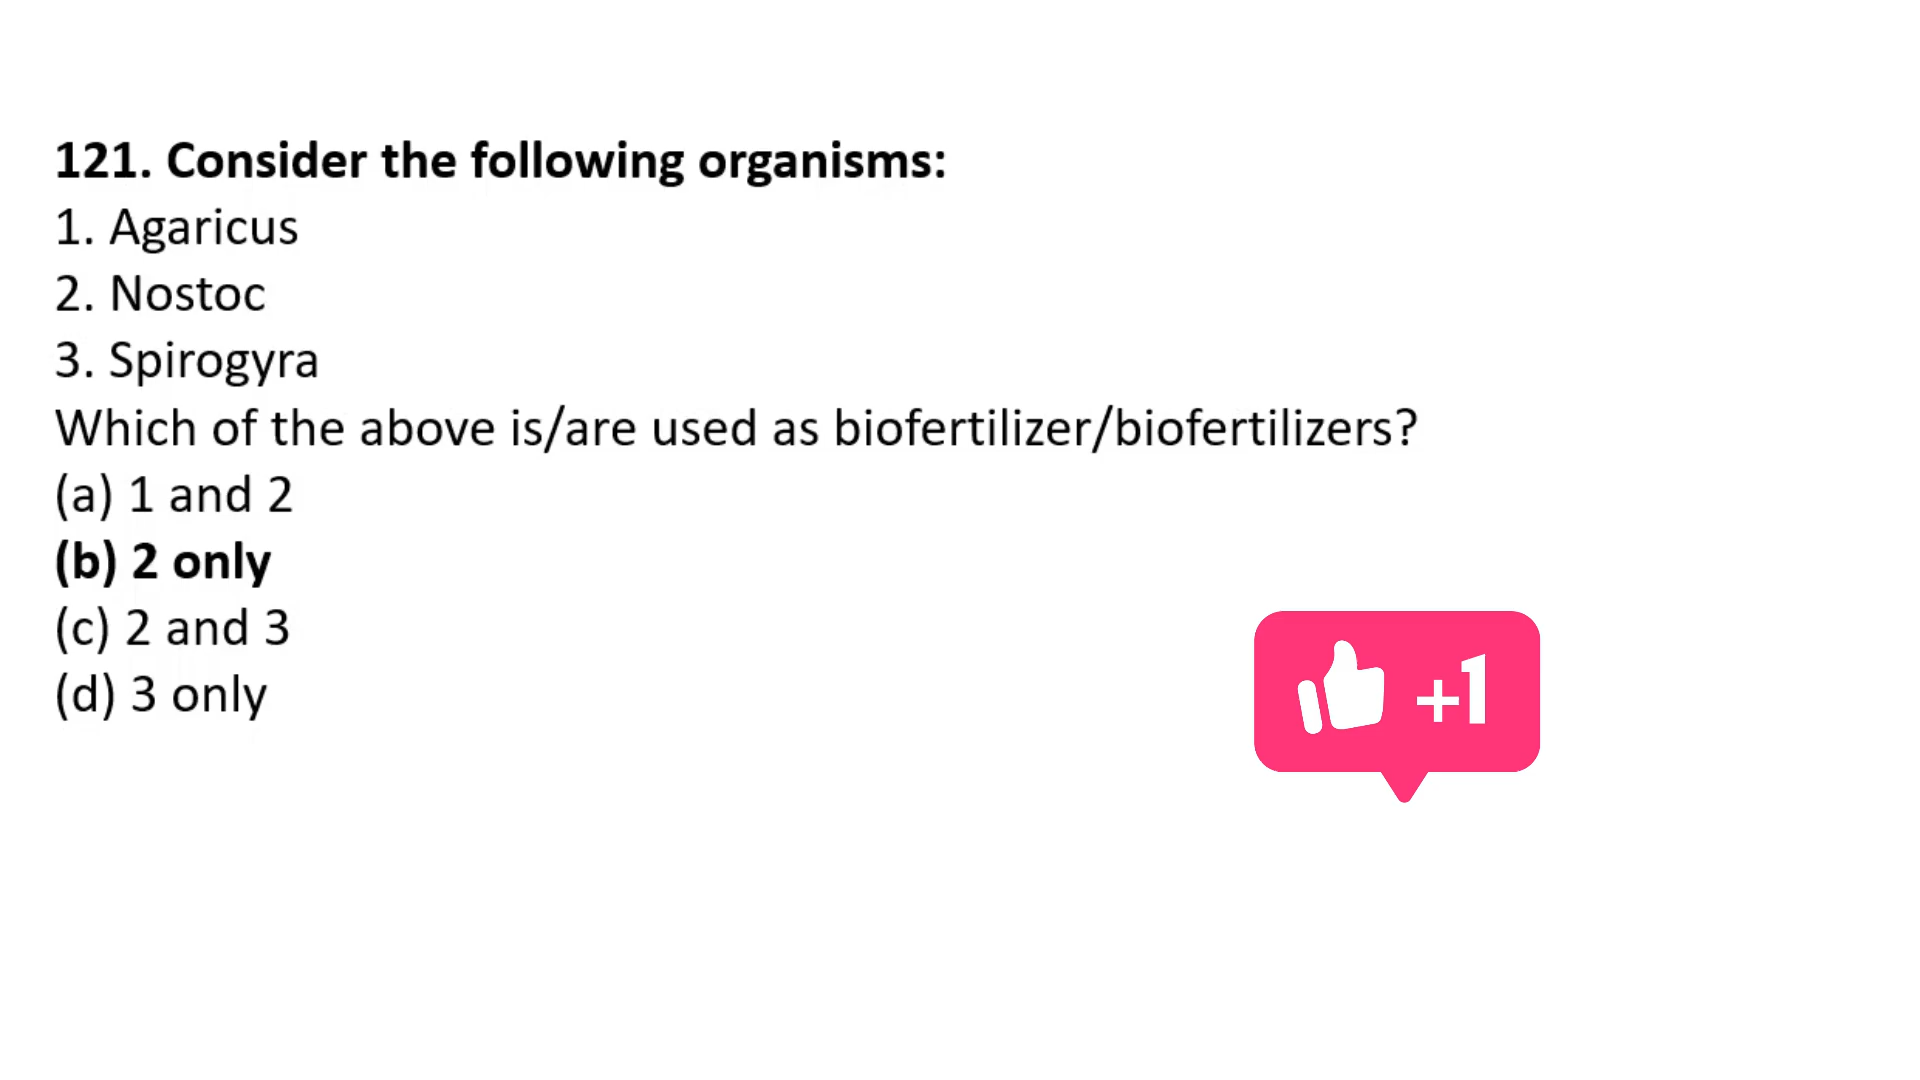 121. Consider the following organisms:
1. Agaricus
2. Nostoc
3. Spirogyra
Which of the above is/are used as biofertilizer/biofertilizers?
(a) 1 and 2
(b) 2 only
(c) 2 and 3
(d) 3 only
+1